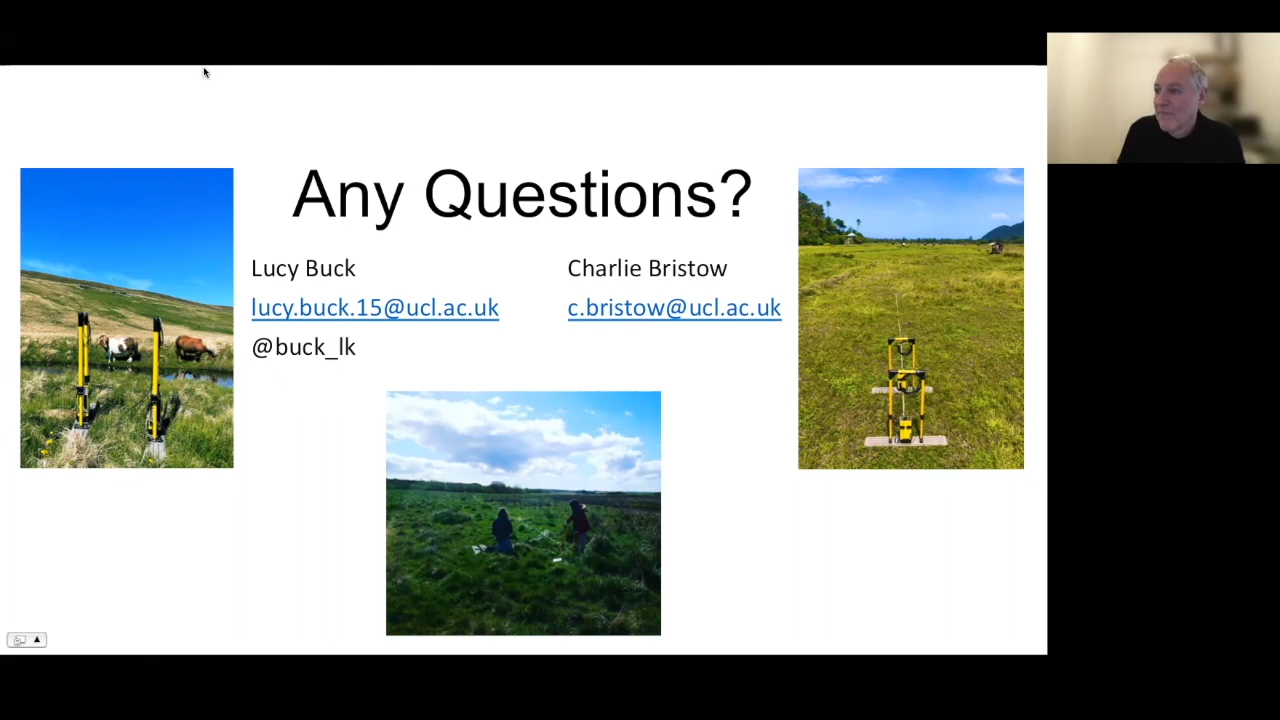 Any Questions?
Lucy Buck
lucy.buck.15@ucl.ac.uk
@buck_lk
Charlie Bristow
c.bristow@ucl.ac.uk